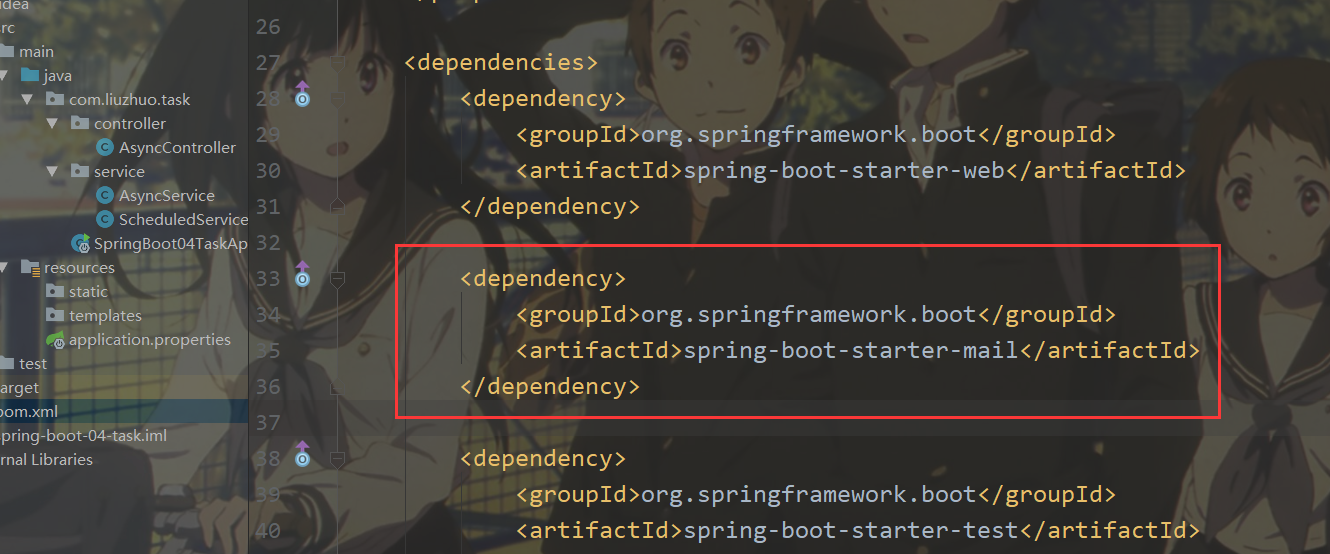 idea
src
main
java
com.liuzhuo.task
controller
AsyncController
service
AsyncService
ScheduledService
SpringBoot04TaskAp
resources
static
templates
application.properties
test
arget
pom.xml
spring-boot-04-task.iml
rnal Libraries
26
27 <dependencies>
28 <dependency>
29 <groupId>org.springframework.boot</groupId>
30 <artifactId>spring-boot-starter-web</artifactId>
31 </dependency>
32
33 <dependency>
34 <groupId>org.springframework.boot</groupId>
35 <artifactId>spring-boot-starter-mail</artifactId>
36 </dependency>
37
38 <dependency>
39 <groupId>org.springframework.boot</groupId>
40 <artifactId>spring-boot-starter-test</artifactId>